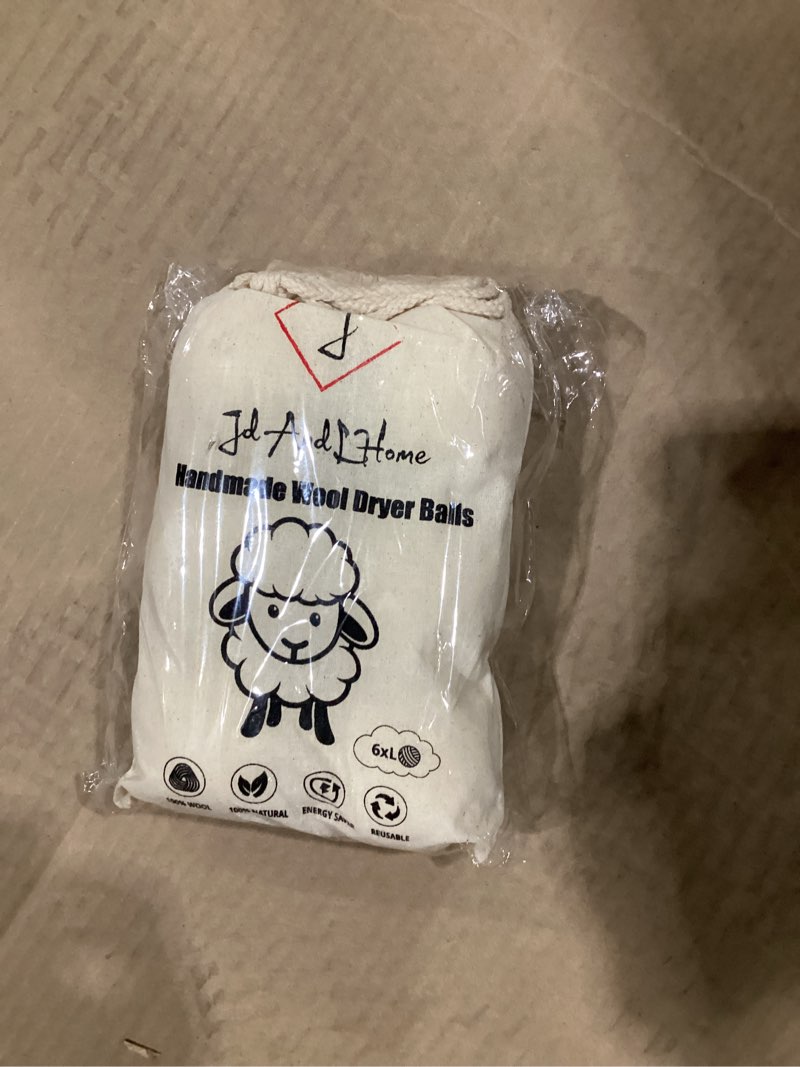 J
Jd And L Home
Handmade Wool Dryer Balls
6xL
100% WOOL
100% NATURAL
ENERGY SAVER
REUSABLE